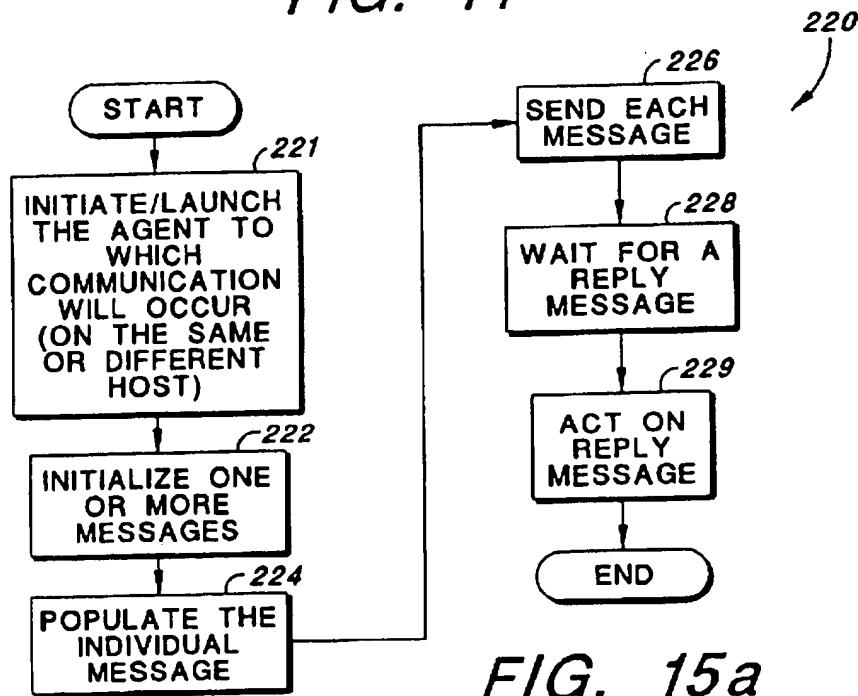 220
START
221
INITIATE/LAUNCH
THE AGENT TO
WHICH
COMMUNICATION
WILL OCCUR
(ON THE SAME
OR DIFFERENT
HOST)
222
INITIALIZE ONE
OR MORE
MESSAGES
224
POPULATE THE
INDIVIDUAL
MESSAGE
226
SEND EACH
MESSAGE
228
WAIT FOR A
REPLY
MESSAGE
229
ACT ON
REPLY
MESSAGE
END
FIG. 15a